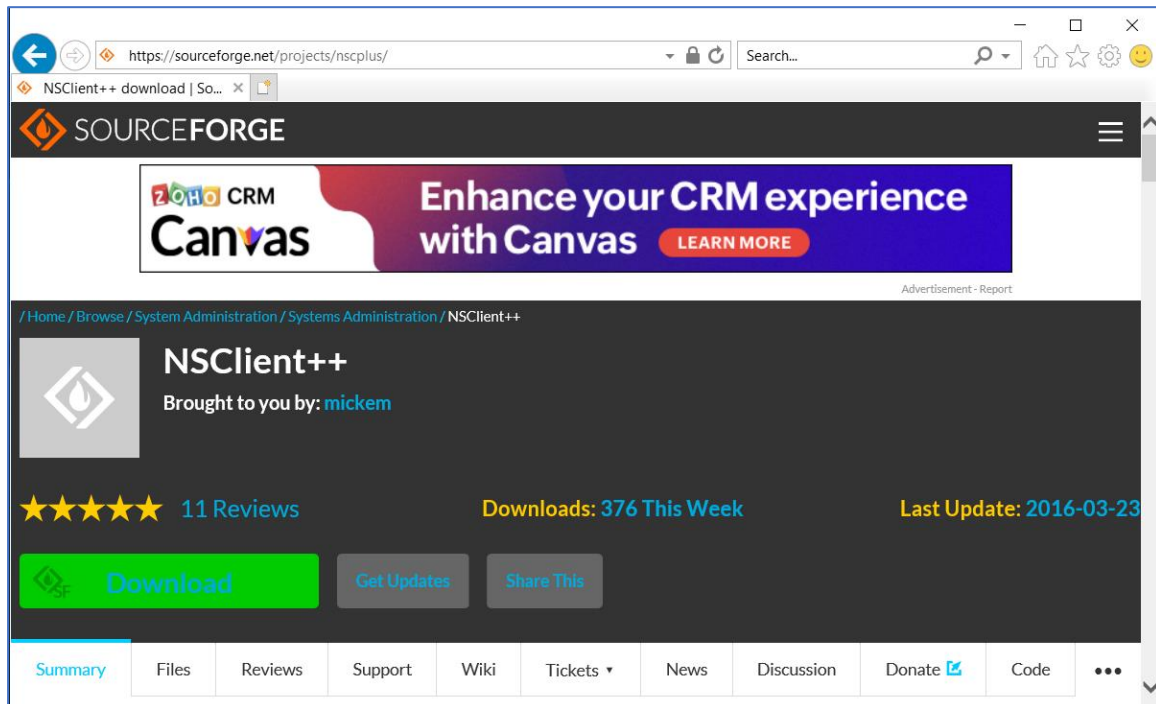 https://sourceforge.net/projects/nscplus/
Search...
NSClient++ download | So...
SOURCEFORGE
ZOHO CRM
Canvas
Enhance your CRM experience
with Canvas LEARN MORE
Advertisement - Report
/ Home / Browse / System Administration / Systems Administration / NSClient++
NSClient++
Brought to you by: mickem
11 Reviews Downloads: 376 This Week Last Update: 2016-03-23
SF Download Get Updates Share This
Summary Files Reviews Support Wiki Tickets ▾ News Discussion Donate Code •••